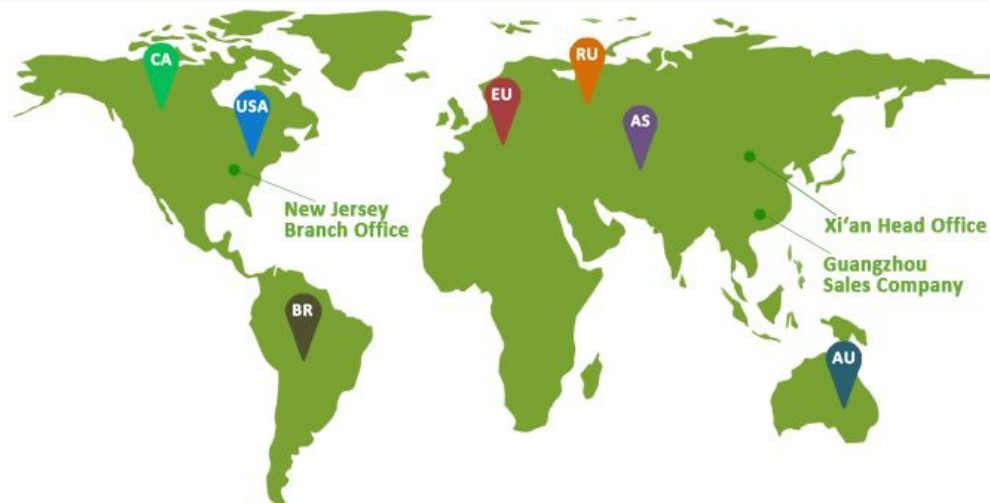 CA
RU
USA
EU
AS
New Jersey
Branch Office
Xi‘an Head Office
Guangzhou
Sales Company
BR
AU